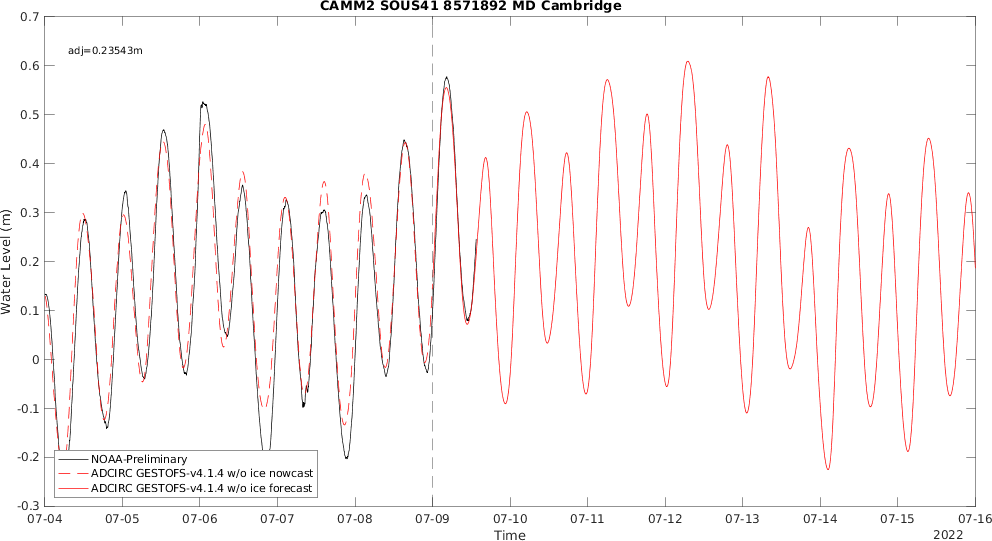 CAMM2 SOUS41 8571892 MD Cambridge
adj=0.23543m
0.7
0.6
0.5
0.4
0.3
0.2
0.1
0
-0.1
-0.2
-0.3
Water Level (m)
NOAA-Preliminary
ADCIRC GESTOFS-v4.1.4 w/o ice nowcast
ADCIRC GESTOFS-v4.1.4 w/o ice forecast
07-04 07-05 07-06 07-07 07-08 07-09 07-10 07-11 07-12 07-13 07-14 07-15 07-16
Time
2022